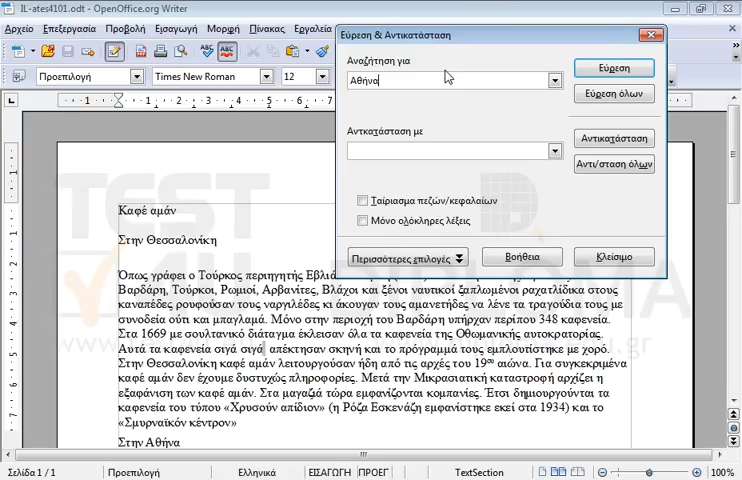 IL-ates4101.odt - OpenOffice.org Writer
Αρχείο Επεξεργασία Προβολή Εισαγωγή Μορφή Πίνακας Εργαλεία
Εύρεση & Αντικατάσταση
Αναζήτηση για
Αθήνα
Εύρεση
Εύρεση όλων
Αντικατάσταση με
Αντικατάσταση
Αντι/σταση όλων
Ταίριασμα πεζών/κεφαλαίων
Μόνο ολόκληρες λέξεις
Περισσότερες επιλογές
Βοήθεια
Κλείσιμο
Προεπιλογή Times New Roman 12
Καφέ αμάν
Στην Θεσσαλονίκη
Όπως γράφει ο Τούρκος περιηγητής Εβλιά
Βαρδάρη, Τούρκοι, Ρωμιοί, Αρβανίτες, Βλάχοι και ξένοι ναυτικοί ξαπλωμένοι ραχατλίδικα στους
καναπέδες ρουφούσαν τους ναργιλέδες κι άκουγαν τους αμανετήδες να λένε τα τραγούδια τους με
συνοδεία ούτι και μπαγλαμά. Μόνο στην περιοχή του Βαρδάρη υπήρχαν περίπου 348 καφενεία.
Στα 1669 με σουλτανικό διάταγμα έκλεισαν όλα τα καφενεία της Οθωμανικής αυτοκρατορίας.
Αυτά τα καφενεία σιγά σιγά απέκτησαν σκηνή και το πρόγραμμά τους εμπλουτίστηκε με χορό.
Στην Θεσσαλονίκη καφέ αμάν λειτουργούσαν ήδη από τις αρχές του 19ου αιώνα. Για συγκεκριμένα
καφέ αμάν δεν έχουμε δυστυχώς πληροφορίες. Μετά την Μικρασιατική καταστροφή αρχίζει η
εξαφάνιση των καφέ αμάν. Στα μαγαζιά τώρα εμφανίζονται κομπανίες. Έτσι δημιουργούνται τα
καφενεία του τύπου «Χρυσούν απίδιον» (η Ρόζα Εσκενάζη εμφανίστηκε εκεί στα 1934) και το
«Σμυρναϊκόν κέντρον»
Στην Αθήνα
Σελίδα 1 / 1 Προεπιλογή Ελληνικά ΕΙΣΑΓΩΓΗ ΠΡΟΕΓ TextSection 100%